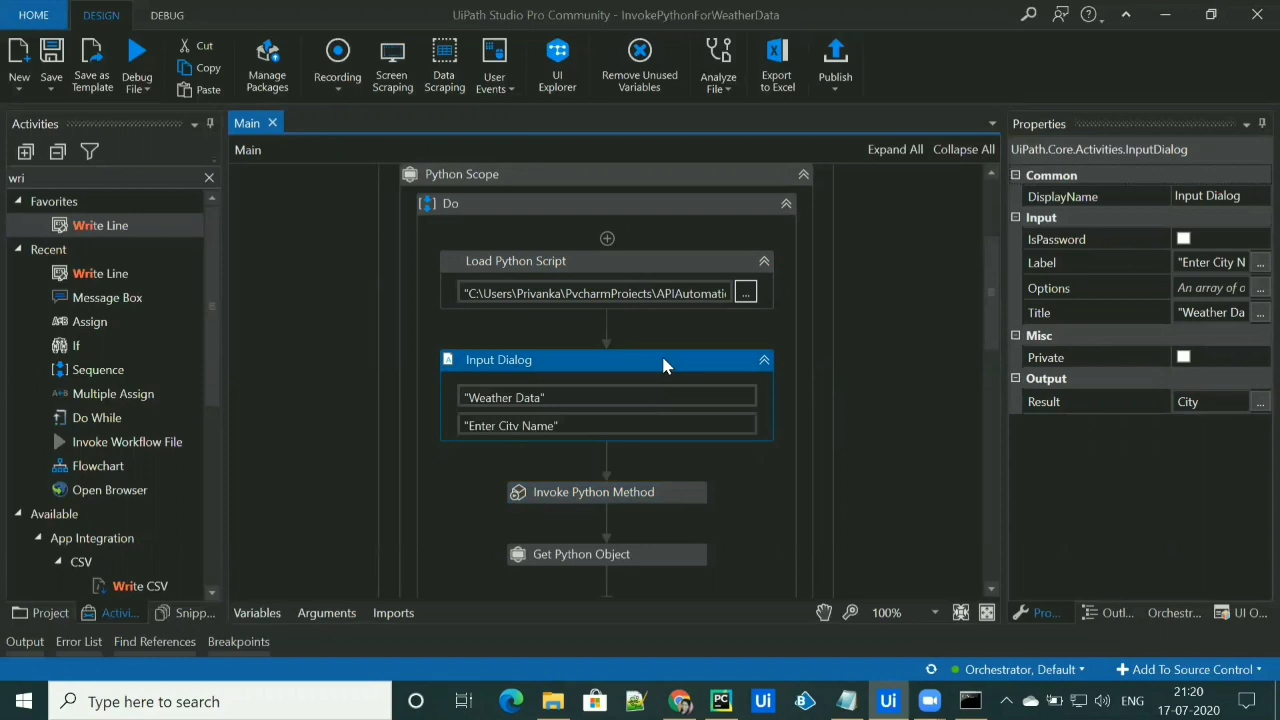 HOME DESIGN DEBUG UiPath Studio Pro Community - InvokePythonForWeatherData
New Save Save as Template Debug File Cut Copy Paste Manage Packages Recording Screen Scraping Data Scraping User Events UI Explorer Remove Unused Variables Analyze File Export to Excel Publish
Activities
wri
Favorites
Write Line
Recent
Write Line
Message Box
Assign
If
Sequence
Multiple Assign
Do While
Invoke Workflow File
Flowchart
Open Browser
Available
App Integration
CSV
Write CSV
Project Activi... Snipp...
Main
Main Expand All Collapse All
Python Scope
Do
Load Python Script
"C:\Users\Priyanka\PycharmProjects\APIAutomati ...
Input Dialog
"Weather Data"
"Enter City Name"
Invoke Python Method
Get Python Object
Variables Arguments Imports 100%
Properties
UiPath.Core.Activities.InputDialog
Common
DisplayName Input Dialog
Input
IsPassword
Label "Enter City N ...
Options An array of o ...
Title "Weather Da ...
Misc
Private
Output
Result City ...
Pro... Outl... Orchestr... UI O...
Output Error List Find References Breakpoints
Orchestrator, Default Add To Source Control
Type here to search PC Ui Ui ENG 21:20
17-07-2020